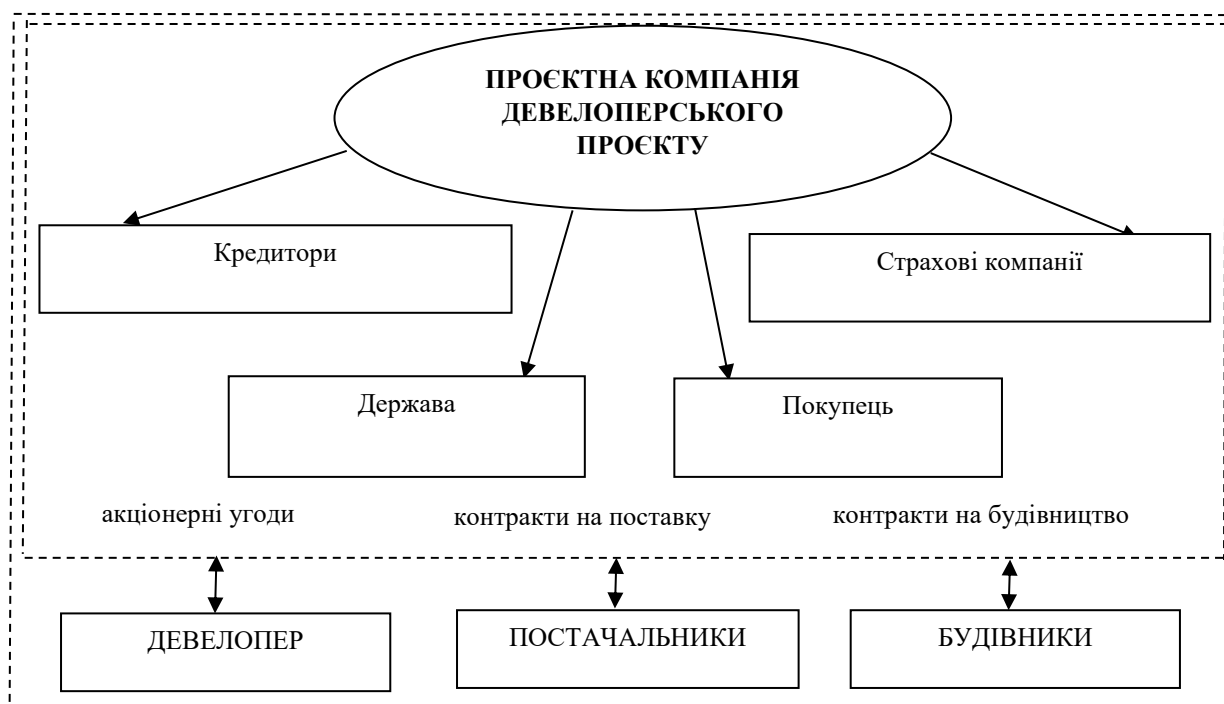 ПРОЄКТНА КОМПАНІЯ
ДЕВЕЛОПЕРСЬКОГО
ПРОЄКТУ
Кредитори
Страхові компанії
Держава
Покупець
акціонерні угоди
контракти на поставку
контракти на будівництво
ДЕВЕЛОПЕР
ПОСТАЧАЛЬНИКИ
БУДІВНИКИ